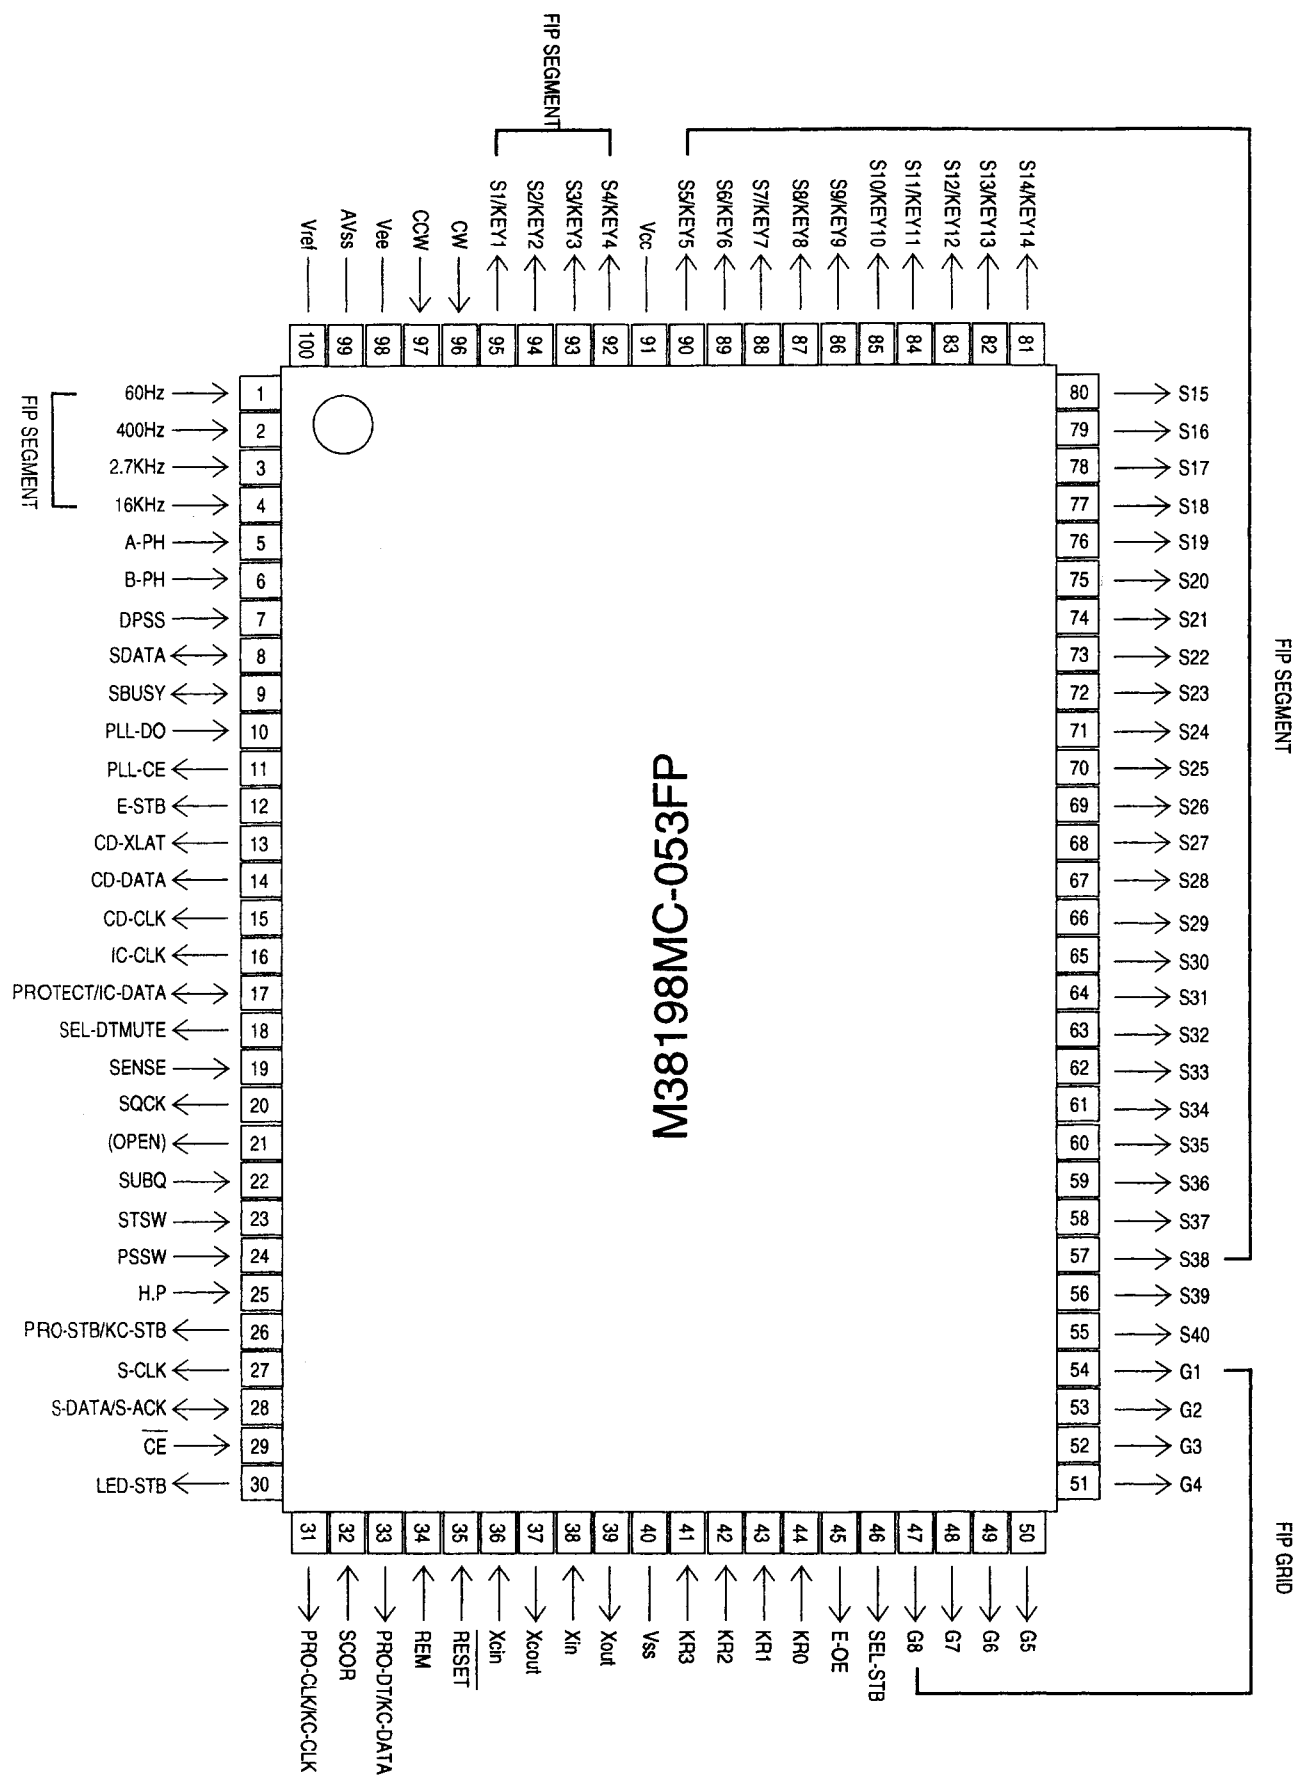 FIP SEGMENT
Vref
AVss
Vee
CCW
CW
S1/KEY1
S2/KEY2
S3/KEY3
S4/KEY4
Vcc
S5/KEY5
S6/KEY6
S7/KEY7
S8/KEY8
S9/KEY9
S10/KEY10
S11/KEY11
S12/KEY12
S13/KEY13
S14/KEY14
100
99
98
97
96
95
94
93
92
91
90
89
88
87
86
85
84
83
82
81
FIP SEGMENT
60Hz 1
400Hz 2
2.7KHz 3
16KHz 4
A-PH 5
B-PH 6
DPSS 7
SDATA 8
SBUSY 9
PLL-DO 10
PLL-CE 11
E-STB 12
CD-XLAT 13
CD-DATA 14
CD-CLK 15
IC-CLK 16
PROTECT/IC-DATA 17
SEL-DTMUTE 18
SENSE 19
SQCK 20
(OPEN) 21
SUBQ 22
STSW 23
PSSW 24
H.P 25
PRO-STB/KC-STB 26
S-CLK 27
S-DATA/S-ACK 28
C̅E̅ 29
LED-STB 30
M38198MC-053FP
80 S15
79 S16
78 S17
77 S18
76 S19
75 S20
74 S21
73 S22
72 S23
71 S24
70 S25
69 S26
68 S27
67 S28
66 S29
65 S30
64 S31
63 S32
62 S33
61 S34
60 S35
59 S36
58 S37
57 S38
56 S39
55 S40
54 G1
53 G2
52 G3
51 G4
FIP SEGMENT
FIP GRID
31
32
33
34
35
36
37
38
39
40
41
42
43
44
45
46
47
48
49
50
PRO-CLK/KC-CLK
SCOR
PRO-DT/KC-DATA
REM
R̅E̅S̅E̅T̅
Xcin
Xcout
Xin
Xout
Vss
KR3
KR2
KR1
KR0
E-OE
SEL-STB
G8
G7
G6
G5